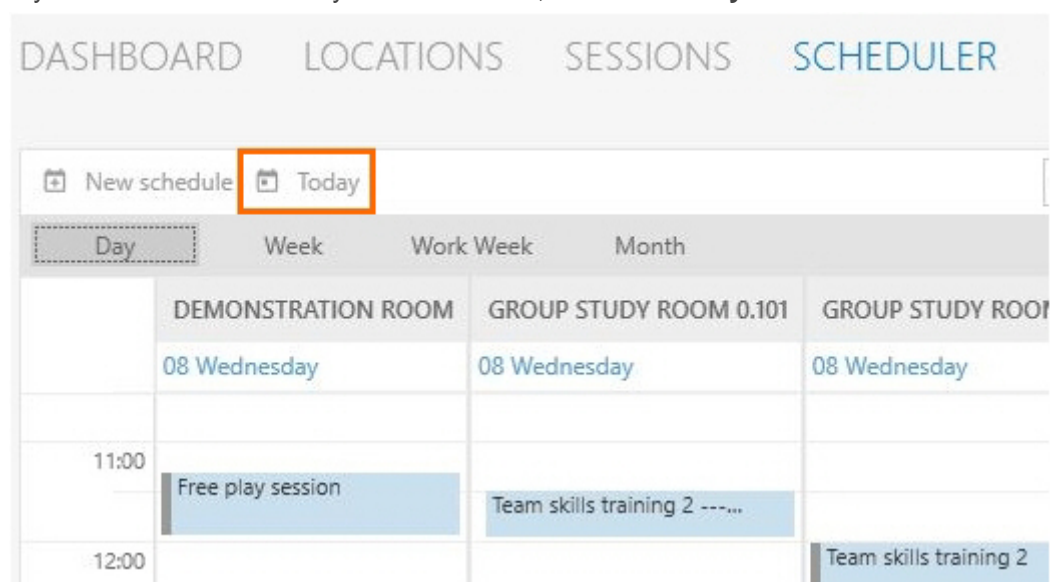 DASHBOARD LOCATIONS SESSIONS SCHEDULER
New schedule Today
Day Week Work Week Month
DEMONSTRATION ROOM GROUP STUDY ROOM 0.101 GROUP STUDY
08 Wednesday 08 Wednesday 08 Wednesday
11:00
Free play session
Team skills training 2 ---...
12:00
Team skills training 2